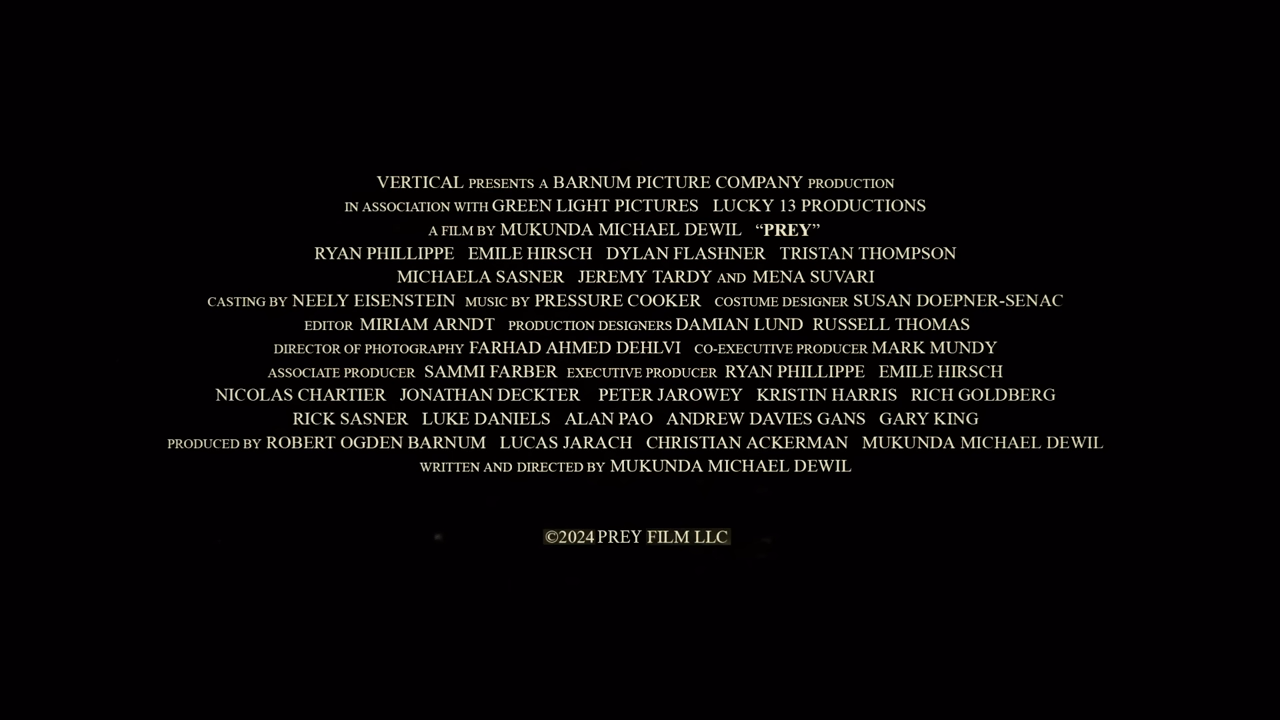 VERTICAL PRESENTS A BARNUM PICTURE COMPANY PRODUCTION
IN ASSOCIATION WITH GREEN LIGHT PICTURES LUCKY 13 PRODUCTIONS
A FILM BY MUKUNDA MICHAEL DEWIL “PREY”
RYAN PHILLIPPE EMILE HIRSCH DYLAN FLASHNER TRISTAN THOMPSON
MICHAELA SASNER JEREMY TARDY AND MENA SUVARI
CASTING BY NEELY EISENSTEIN MUSIC BY PRESSURE COOKER COSTUME DESIGNER SUSAN DOEPNER-SENAC
EDITOR MIRIAM ARNDT PRODUCTION DESIGNERS DAMIAN LUND RUSSELL THOMAS
DIRECTOR OF PHOTOGRAPHY FARHAD AHMED DEHLVI CO-EXECUTIVE PRODUCER MARK MUNDY
ASSOCIATE PRODUCER SAMMI FARBER EXECUTIVE PRODUCER RYAN PHILLIPPE EMILE HIRSCH
NICOLAS CHARTIER JONATHAN DECKTER PETER JAROWEY KRISTIN HARRIS RICH GOLDBERG
RICK SASNER LUKE DANIELS ALAN PAO ANDREW DAVIES GANS GARY KING
PRODUCED BY ROBERT OGDEN BARNUM LUCAS JARACH CHRISTIAN ACKERMAN MUKUNDA MICHAEL DEWIL
WRITTEN AND DIRECTED BY MUKUNDA MICHAEL DEWIL
©2024 PREY FILM LLC